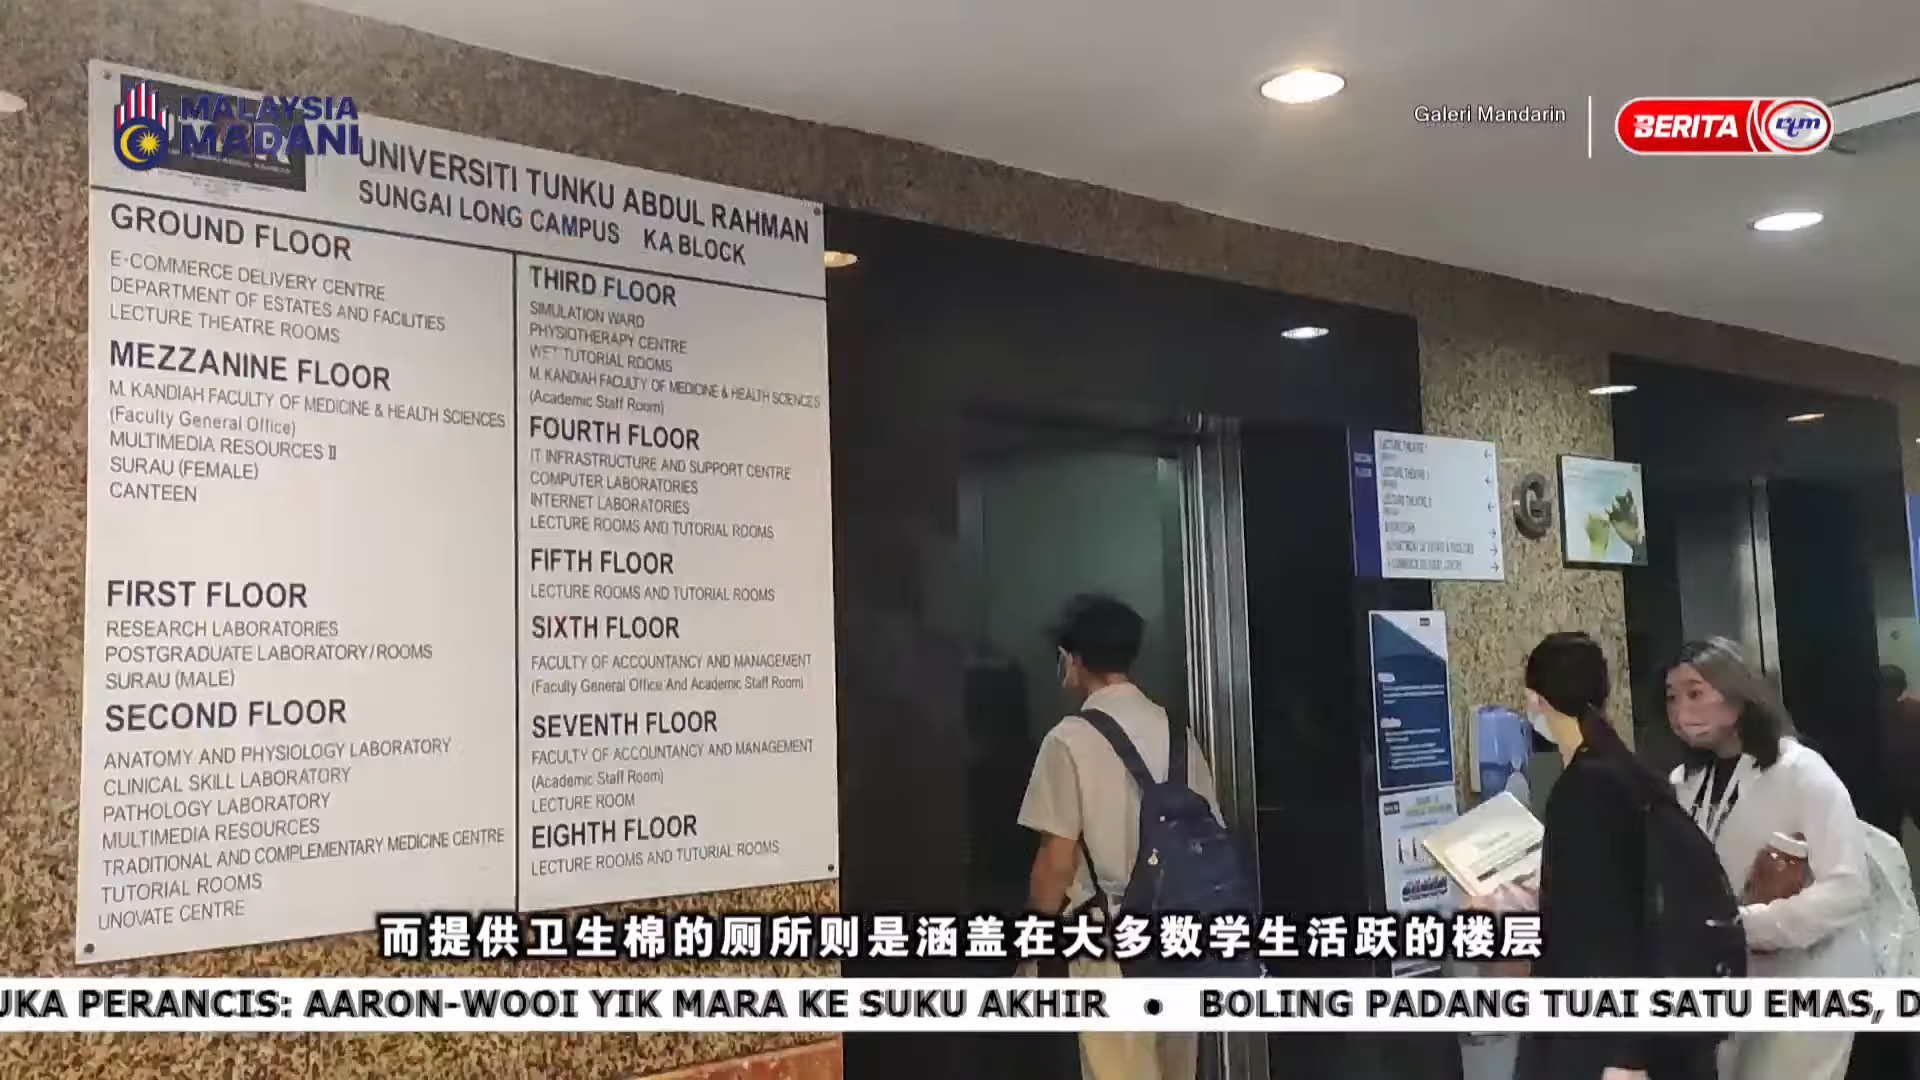 MALAYSIA
MADANI
Galeri Mandarin
BERITA rtm
UNIVERSITI TUNKU ABDUL RAHMAN
SUNGAI LONG CAMPUS KA BLOCK
GROUND FLOOR
E-COMMERCE DELIVERY CENTRE
DEPARTMENT OF ESTATES AND FACILITIES
LECTURE THEATRE ROOMS
MEZZANINE FLOOR
M. KANDIAH FACULTY OF MEDICINE & HEALTH SCIENCES
(Faculty General Office)
MULTIMEDIA RESOURCES II
SURAU (FEMALE)
CANTEEN
FIRST FLOOR
RESEARCH LABORATORIES
POSTGRADUATE LABORATORY/ROOMS
SURAU (MALE)
SECOND FLOOR
ANATOMY AND PHYSIOLOGY LABORATORY
CLINICAL SKILL LABORATORY
PATHOLOGY LABORATORY
MULTIMEDIA RESOURCES
TRADITIONAL AND COMPLEMENTARY MEDICINE CENTRE
TUTORIAL ROOMS
UNOVATE CENTRE
THIRD FLOOR
SIMULATION WARD
PHYSIOTHERAPY CENTRE
WET TUTORIAL ROOMS
M. KANDIAH FACULTY OF MEDICINE & HEALTH SCIENCES
(Academic Staff Room)
FOURTH FLOOR
IT INFRASTRUCTURE AND SUPPORT CENTRE
COMPUTER LABORATORIES
INTERNET LABORATORIES
LECTURE ROOMS AND TUTORIAL ROOMS
FIFTH FLOOR
LECTURE ROOMS AND TUTORIAL ROOMS
SIXTH FLOOR
FACULTY OF ACCOUNTANCY AND MANAGEMENT
(Faculty General Office And Academic Staff Room)
SEVENTH FLOOR
FACULTY OF ACCOUNTANCY AND MANAGEMENT
(Academic Staff Room)
LECTURE ROOM
EIGHTH FLOOR
LECTURE ROOMS AND TUTURIAL ROOMS
G
而提供卫生棉的厕所则是涵盖在大多数学生活跃的楼层
UKA PERANCIS: AARON-WOOI YIK MARA KE SUKU AKHIR • BOLING PADANG TUAI SATU EMAS, D